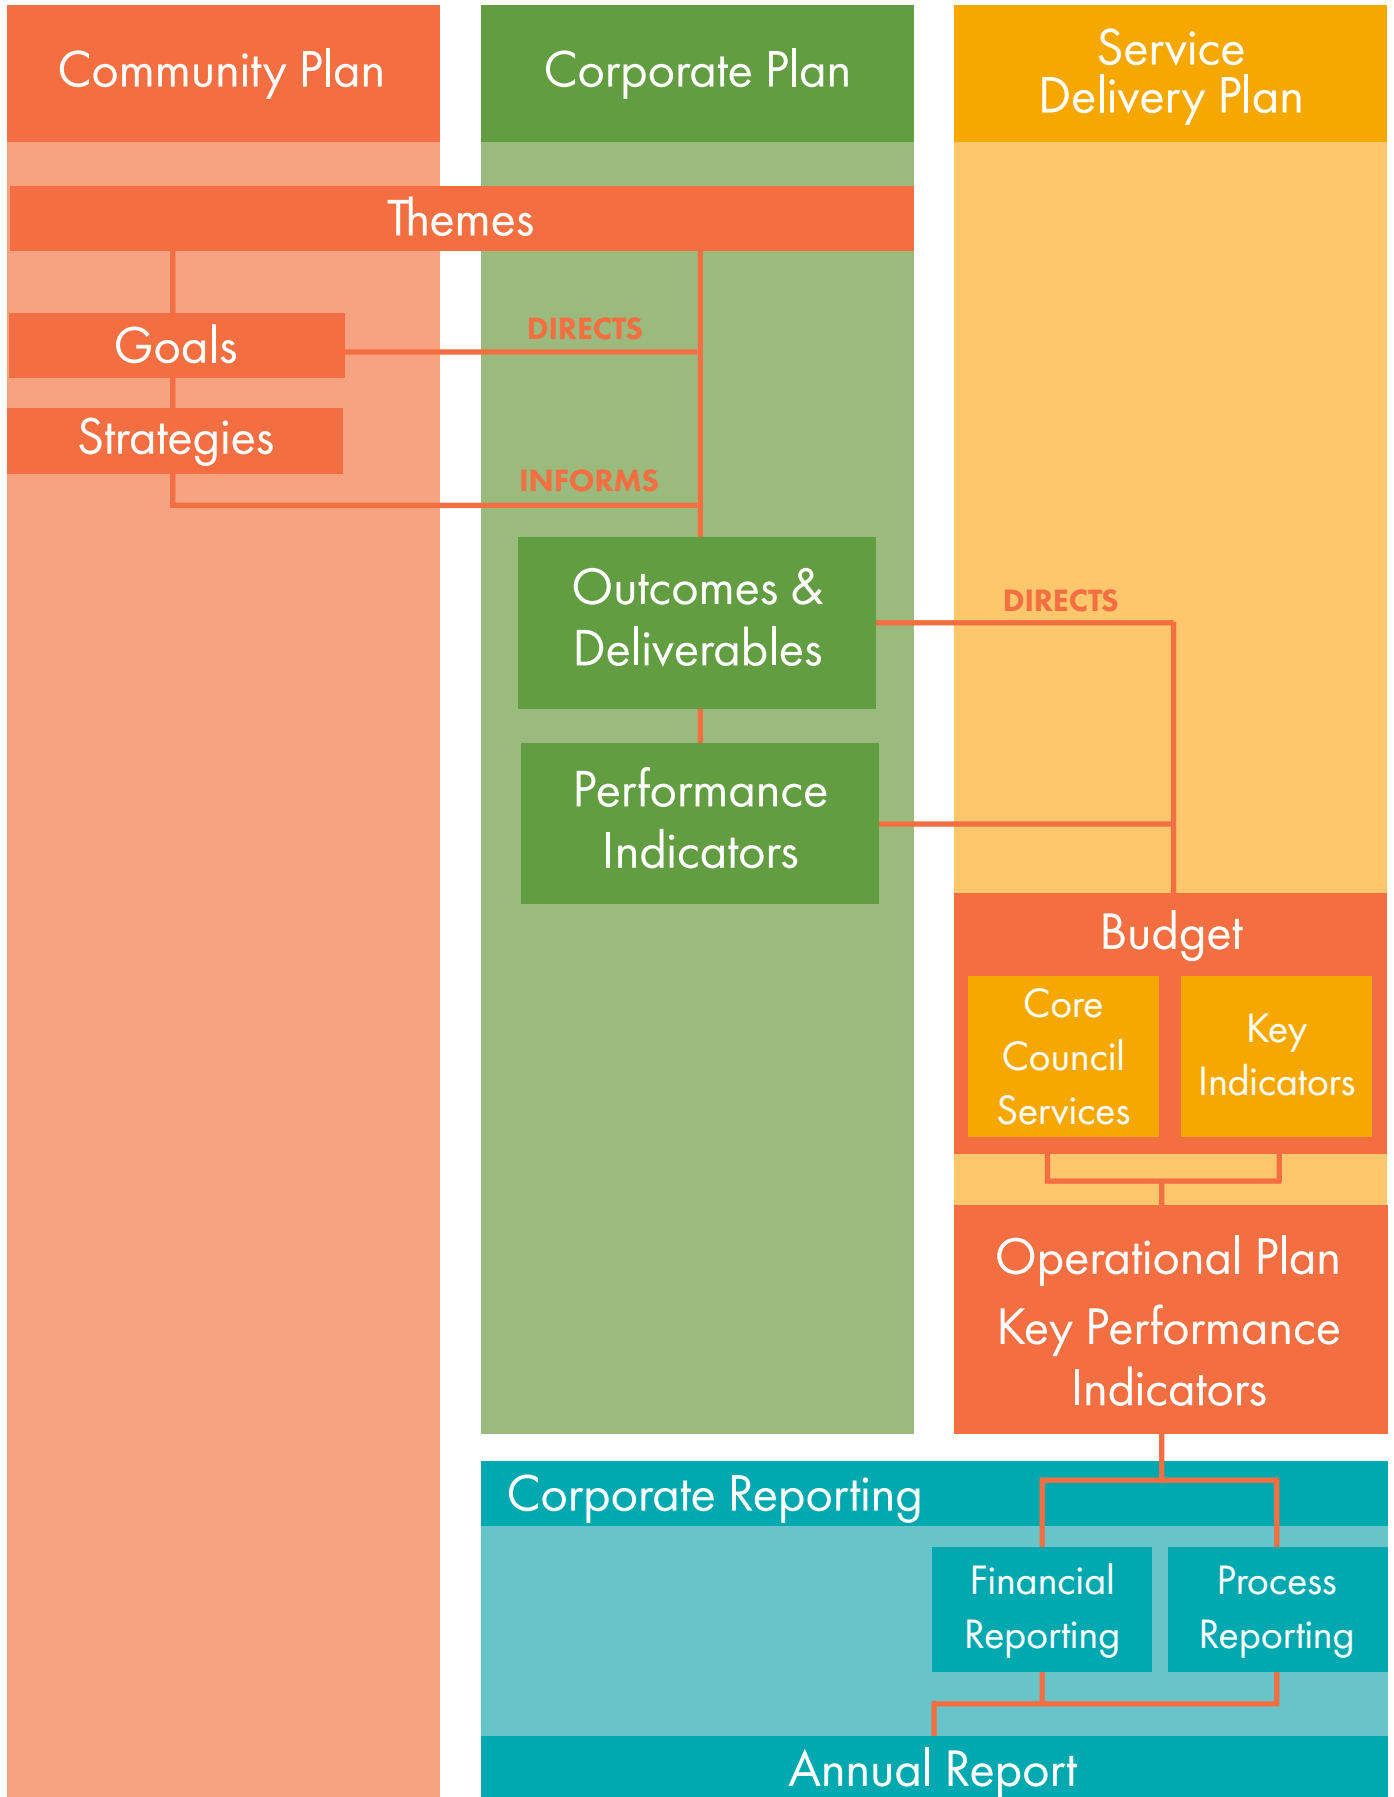 Community Plan
Corporate Plan
Service
Delivery Plan
Themes
Goals
DIRECTS
Strategies
INFORMS
Outcomes &
Deliverables
DIRECTS
Performance
Indicators
Budget
Core
Council
Services
Key
Indicators
Operational Plan
Key Performance
Indicators
Corporate Reporting
Financial
Reporting
Process
Reporting
Annual Report